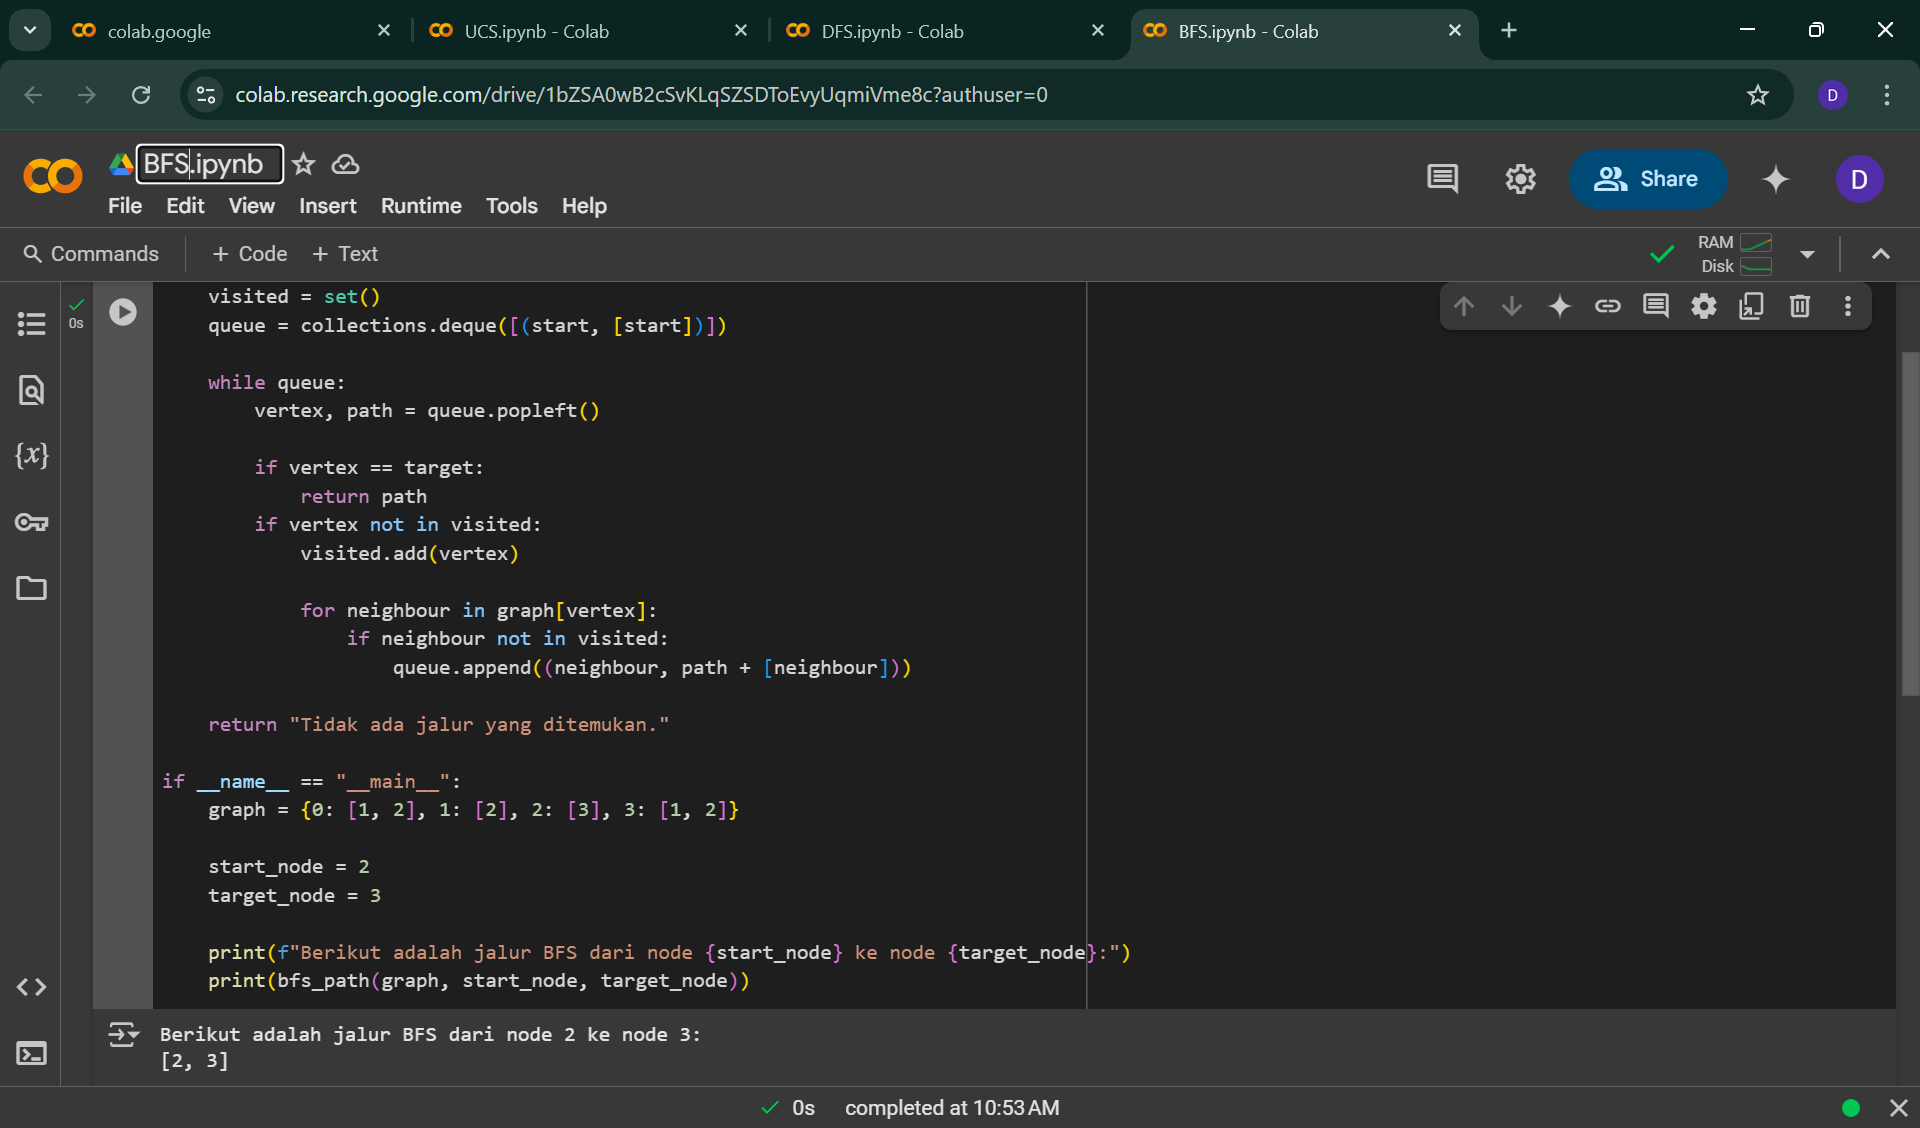 colab.google
UCS.ipynb - Colab
DFS.ipynb - Colab
BFS.ipynb - Colab
colab.research.google.com/drive/1bZSA0wB2cSvKLqSZSDToEvyUqmiVme8c?authuser=0
D
BFS.ipynb
Share
D
File Edit View Insert Runtime Tools Help
Commands + Code + Text
RAM
Disk
0s
visited = set()
queue = collections.deque([(start, [start])])
while queue:
vertex, path = queue.popleft()
if vertex == target:
return path
if vertex not in visited:
visited.add(vertex)
for neighbour in graph[vertex]:
if neighbour not in visited:
queue.append((neighbour, path + [neighbour]))
return "Tidak ada jalur yang ditemukan."
if __name__ == "__main__":
graph = {0: [1, 2], 1: [2], 2: [3], 3: [1, 2]}
start_node = 2
target_node = 3
print(f"Berikut adalah jalur BFS dari node {start_node} ke node {target_node}:")
print(bfs_path(graph, start_node, target_node))
Berikut adalah jalur BFS dari node 2 ke node 3:
[2, 3]
0s completed at 10:53 AM